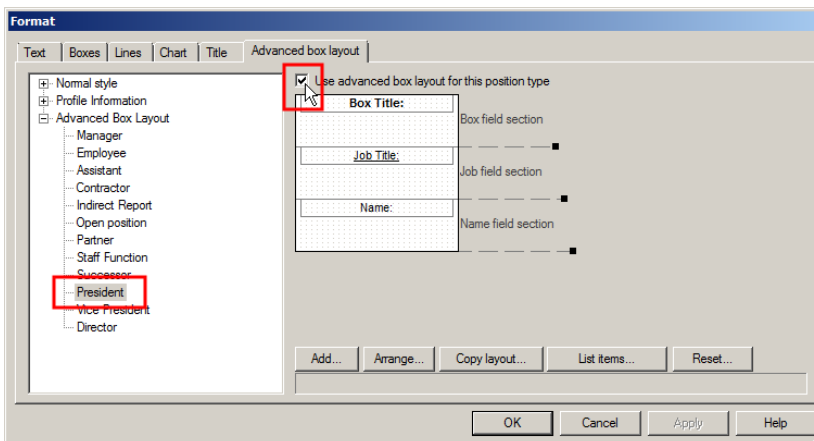 Format
Text Boxes Lines Chart Title Advanced box layout
Normal style
Profile Information
Advanced Box Layout
Manager
Employee
Assistant
Contractor
Indirect Report
Open position
Partner
Staff Function
Successor
President
Vice President
Director
Use advanced box layout for this position type
Box Title:
Box field section
Job Title:
Job field section
Name:
Name field section
Add... Arrange... Copy layout... List items... Reset...
OK Cancel Apply Help